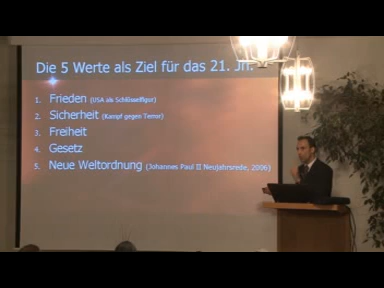 Die 5 Werte als Ziel für das 21. Jh.
1. Frieden (USA als Schlüsselfigur)
2. Sicherheit (Kampf gegen Terror)
3. Freiheit
4. Gesetz
5. Neue Weltordnung (Johannes Paul II Neujahrsrede, 2006)